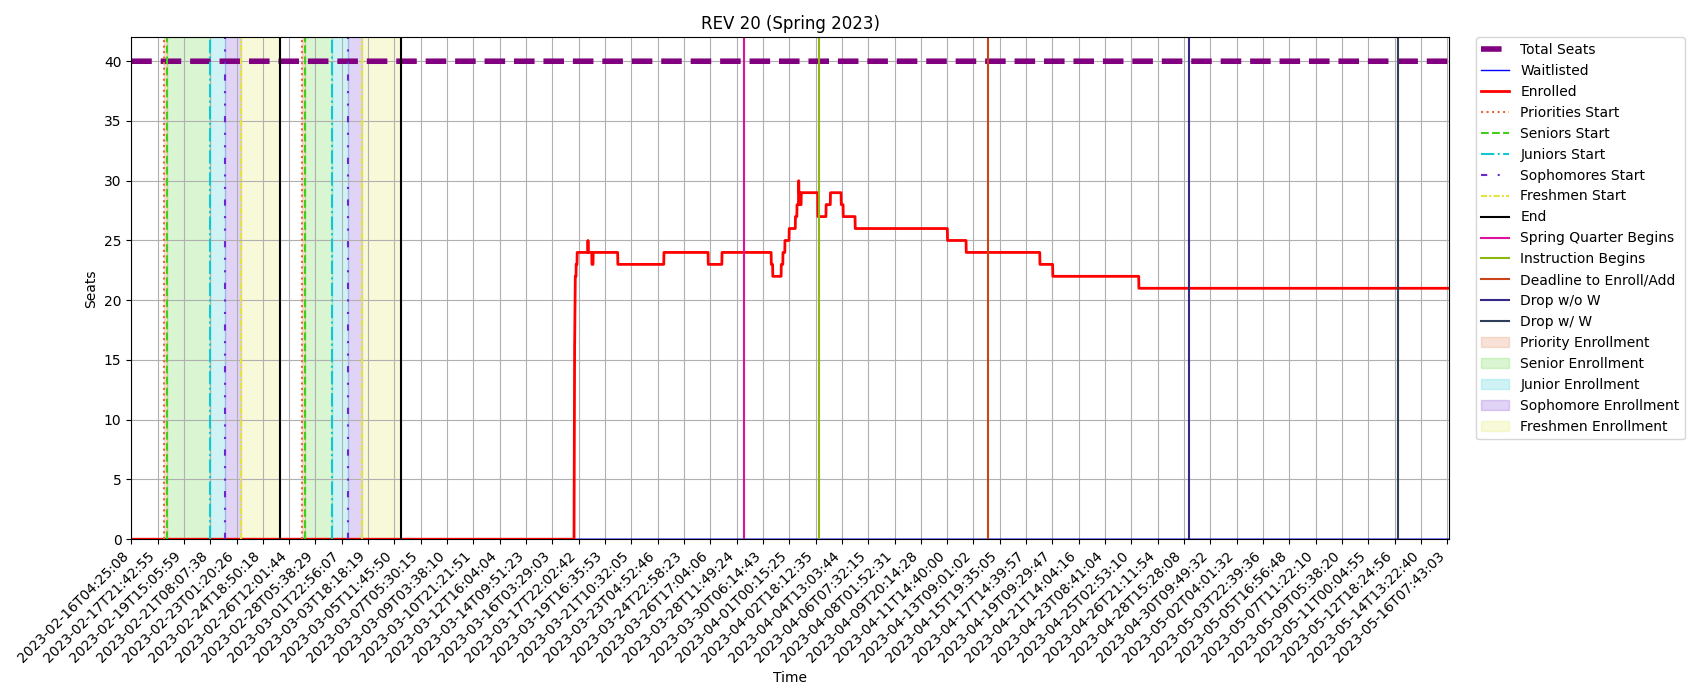 REV 20 (Spring 2023)
Seats
40
35
30
25
20
15
10
5
0
2023-02-16T04:25:08
2023-02-17T21:42:55
2023-02-19T15:05:59
2023-02-21T08:07:38
2023-02-23T01:20:26
2023-02-24T18:50:18
2023-02-26T12:01:44
2023-02-28T05:38:29
2023-03-01T22:56:07
2023-03-03T18:18:19
2023-03-05T11:45:50
2023-03-07T05:30:15
2023-03-09T03:38:10
2023-03-12T11:21:51
2023-03-12T16:04:04
2023-03-14T09:51:23
2023-03-16T03:29:03
2023-03-17T22:02:42
2023-03-19T16:35:53
2023-03-21T10:32:05
2023-03-23T04:52:46
2023-03-24T22:58:23
2023-03-26T17:04:06
2023-03-28T11:49:24
2023-03-30T06:14:43
2023-04-01T00:15:25
2023-04-02T18:12:35
2023-04-04T13:03:44
2023-04-06T07:32:15
2023-04-08T01:52:31
2023-04-09T20:14:28
2023-04-11T14:40:00
2023-04-13T09:01:02
2023-04-15T19:35:05
2023-04-17T14:39:57
2023-04-19T09:29:47
2023-04-21T14:04:16
2023-04-23T08:41:04
2023-04-25T02:53:10
2023-04-26T21:11:54
2023-04-28T15:28:08
2023-04-30T09:49:32
2023-05-02T04:01:32
2023-05-03T22:39:36
2023-05-05T16:56:48
2023-05-07T11:22:10
2023-05-09T05:38:20
2023-05-11T00:04:55
2023-05-12T18:24:56
2023-05-14T13:22:40
2023-05-16T07:43:03
Time
Total Seats
Waitlisted
Enrolled
Priorities Start
Seniors Start
Juniors Start
Sophomores Start
Freshmen Start
End
Spring Quarter Begins
Instruction Begins
Deadline to Enroll/Add
Drop w/o W
Drop w/ W
Priority Enrollment
Senior Enrollment
Junior Enrollment
Sophomore Enrollment
Freshmen Enrollment